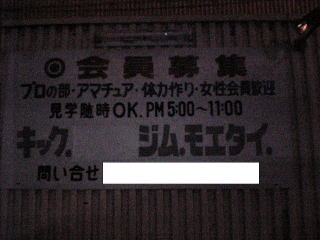 ◎ 会員募集
プロの部・アマチュア・体力作り・女性会員歓迎
見学随時OK. PM 5:00〜11:00
キック. ジム.モエタイ.
問い合せ